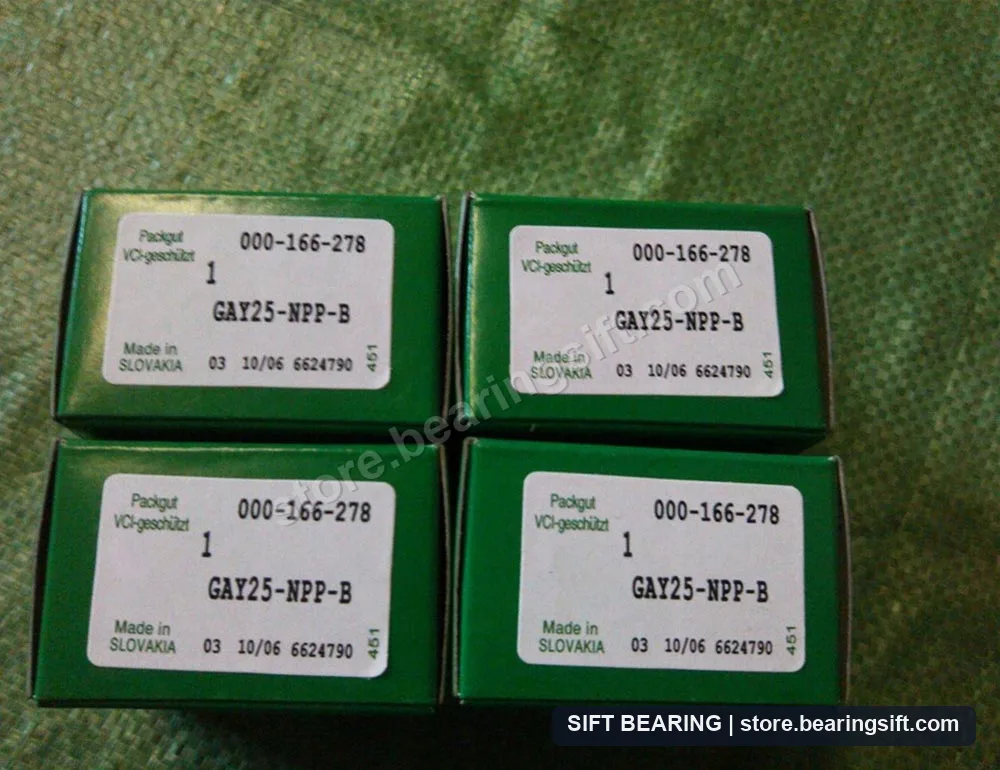 Packgut
VCI-geschützt
000-166-278
1
GAY25-NPP-B
Made in
SLOVAKIA
03 10/06 6624790
451
Packgut
VCI-geschützt
000-166-278
1
GAY25-NPP-B
Made in
SLOVAKIA
03 10/06 6624790
451
Packgut
VCI-geschützt
000-166-278
1
GAY25-NPP-B
Made in
SLOVAKIA
03 10/06 6624790
451
Packgut
VCI-geschützt
000-166-278
1
GAY25-NPP-B
Made in
SLOVAKIA
03 10/06 6624790
451
store.bearingsift.com
SIFT BEARING | store.bearingsift.com